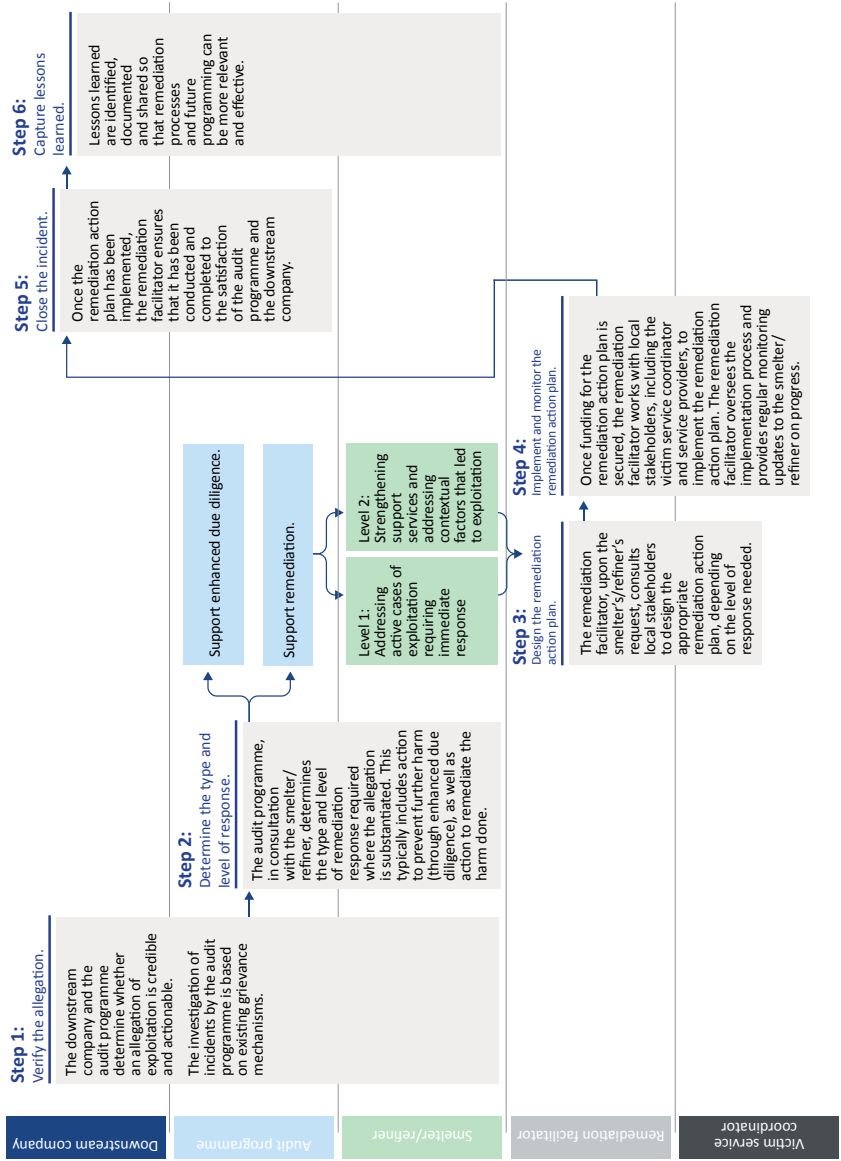 Downstream company
Audit programme
Smelter/refiner
Remediation facilitator
Victim service
coordinator
Step 1:
Verify the allegation.
The downstream
company and the
audit programme
determine whether
an allegation of
exploitation is credible
and actionable.
The investigation of
incidents by the audit
programme is based
on existing grievance
mechanisms.
Step 2:
Determine the type and
level of response.
The audit programme,
in consultation
with the smelter/
refiner, determines
the type and level
of remediation
response required
where the allegation
is substantiated. This
typically includes action
to prevent further harm
(through enhanced due
diligence), as well as
action to remediate the
harm done.
Support enhanced due diligence.
Support remediation.
Level 1:
Addressing
active cases of
exploitation
requiring
immediate
response
Level 2:
Strengthening
support
services and
addressing
contextual
factors that led
to exploitation
Step 3:
Design the remediation
action plan.
The remediation
facilitator, upon the
smelter's/refiner's
request, consults
local stakeholders
to design the
appropriate
remediation action
plan, depending
on the level of
response needed.
Step 4:
Implement and monitor the
remediation action plan.
Once funding for the
remediation action plan is
secured, the remediation
facilitator works with local
stakeholders, including the
victim service coordinator
and service providers, to
implement the remediation
action plan. The remediation
facilitator oversees the
implementation process and
provides regular monitoring
updates to the smelter/
refiner on progress.
Step 5:
Close the incident.
Once the
remediation action
plan has been
implemented,
the remediation
facilitator ensures
that it has been
conducted and
completed to
the satisfaction
of the audit
programme and
the downstream
company.
Step 6:
Capture lessons
learned.
Lessons learned
are identified,
documented
and shared so
that remediation
processes
and future
programming can
be more relevant
and effective.